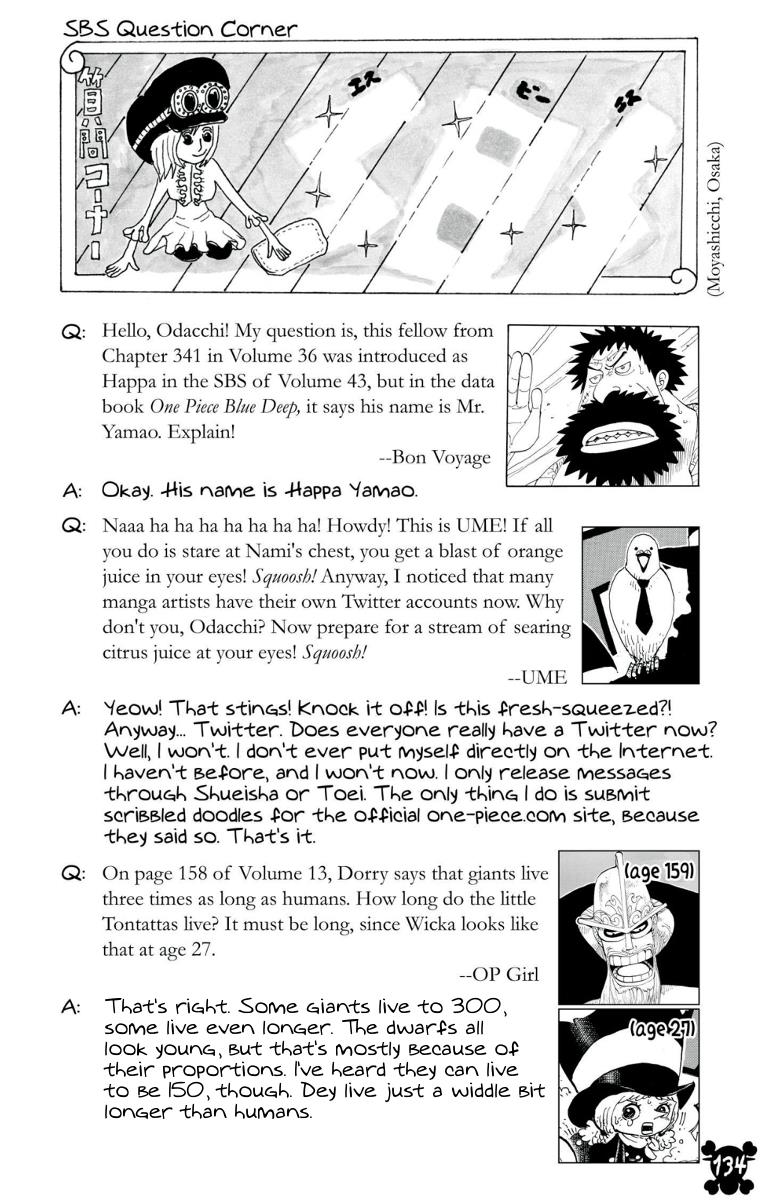 SBS Question Corner
質問コーナー
エス
ビー
エス
(Moyashicchi, Osaka)
Q: Hello, Odacchi! My question is, this fellow from
Chapter 341 in Volume 36 was introduced as
Happa in the SBS of Volume 43, but in the data
book One Piece Blue Deep, it says his name is Mr.
Yamao. Explain!
--Bon Voyage
A: Okay. His name is Happa Yamao.
Q: Naaa ha ha ha ha ha ha ha! Howdy! This is UME! If all
you do is stare at Nami's chest, you get a blast of orange
juice in your eyes! Squoosh! Anyway, I noticed that many
manga artists have their own Twitter accounts now. Why
don't you, Odacchi? Now prepare for a stream of searing
citrus juice at your eyes! Squoosh!
--UME
A: Yeow! That stings! Knock it off! Is this fresh-squeezed?!
Anyway... Twitter. Does everyone really have a Twitter now?
Well, I won't. I don't ever put myself directly on the Internet.
I haven't before, and I won't now. I only release messages
through Shueisha or Toei. The only thing I do is submit
scribbled doodles for the official one-piece.com site, because
they said so. That's it.
Q: On page 158 of Volume 13, Dorry says that giants live
three times as long as humans. How long do the little
Tontattas live? It must be long, since Wicka looks like
that at age 27.
--OP Girl
(age 159)
A: That's right. Some giants live to 300,
some live even longer. The dwarfs all
look young, but that's mostly because of
their proportions. I've heard they can live
to be 150, though. Dey live just a widdle bit
longer than humans.
(age 27)
134